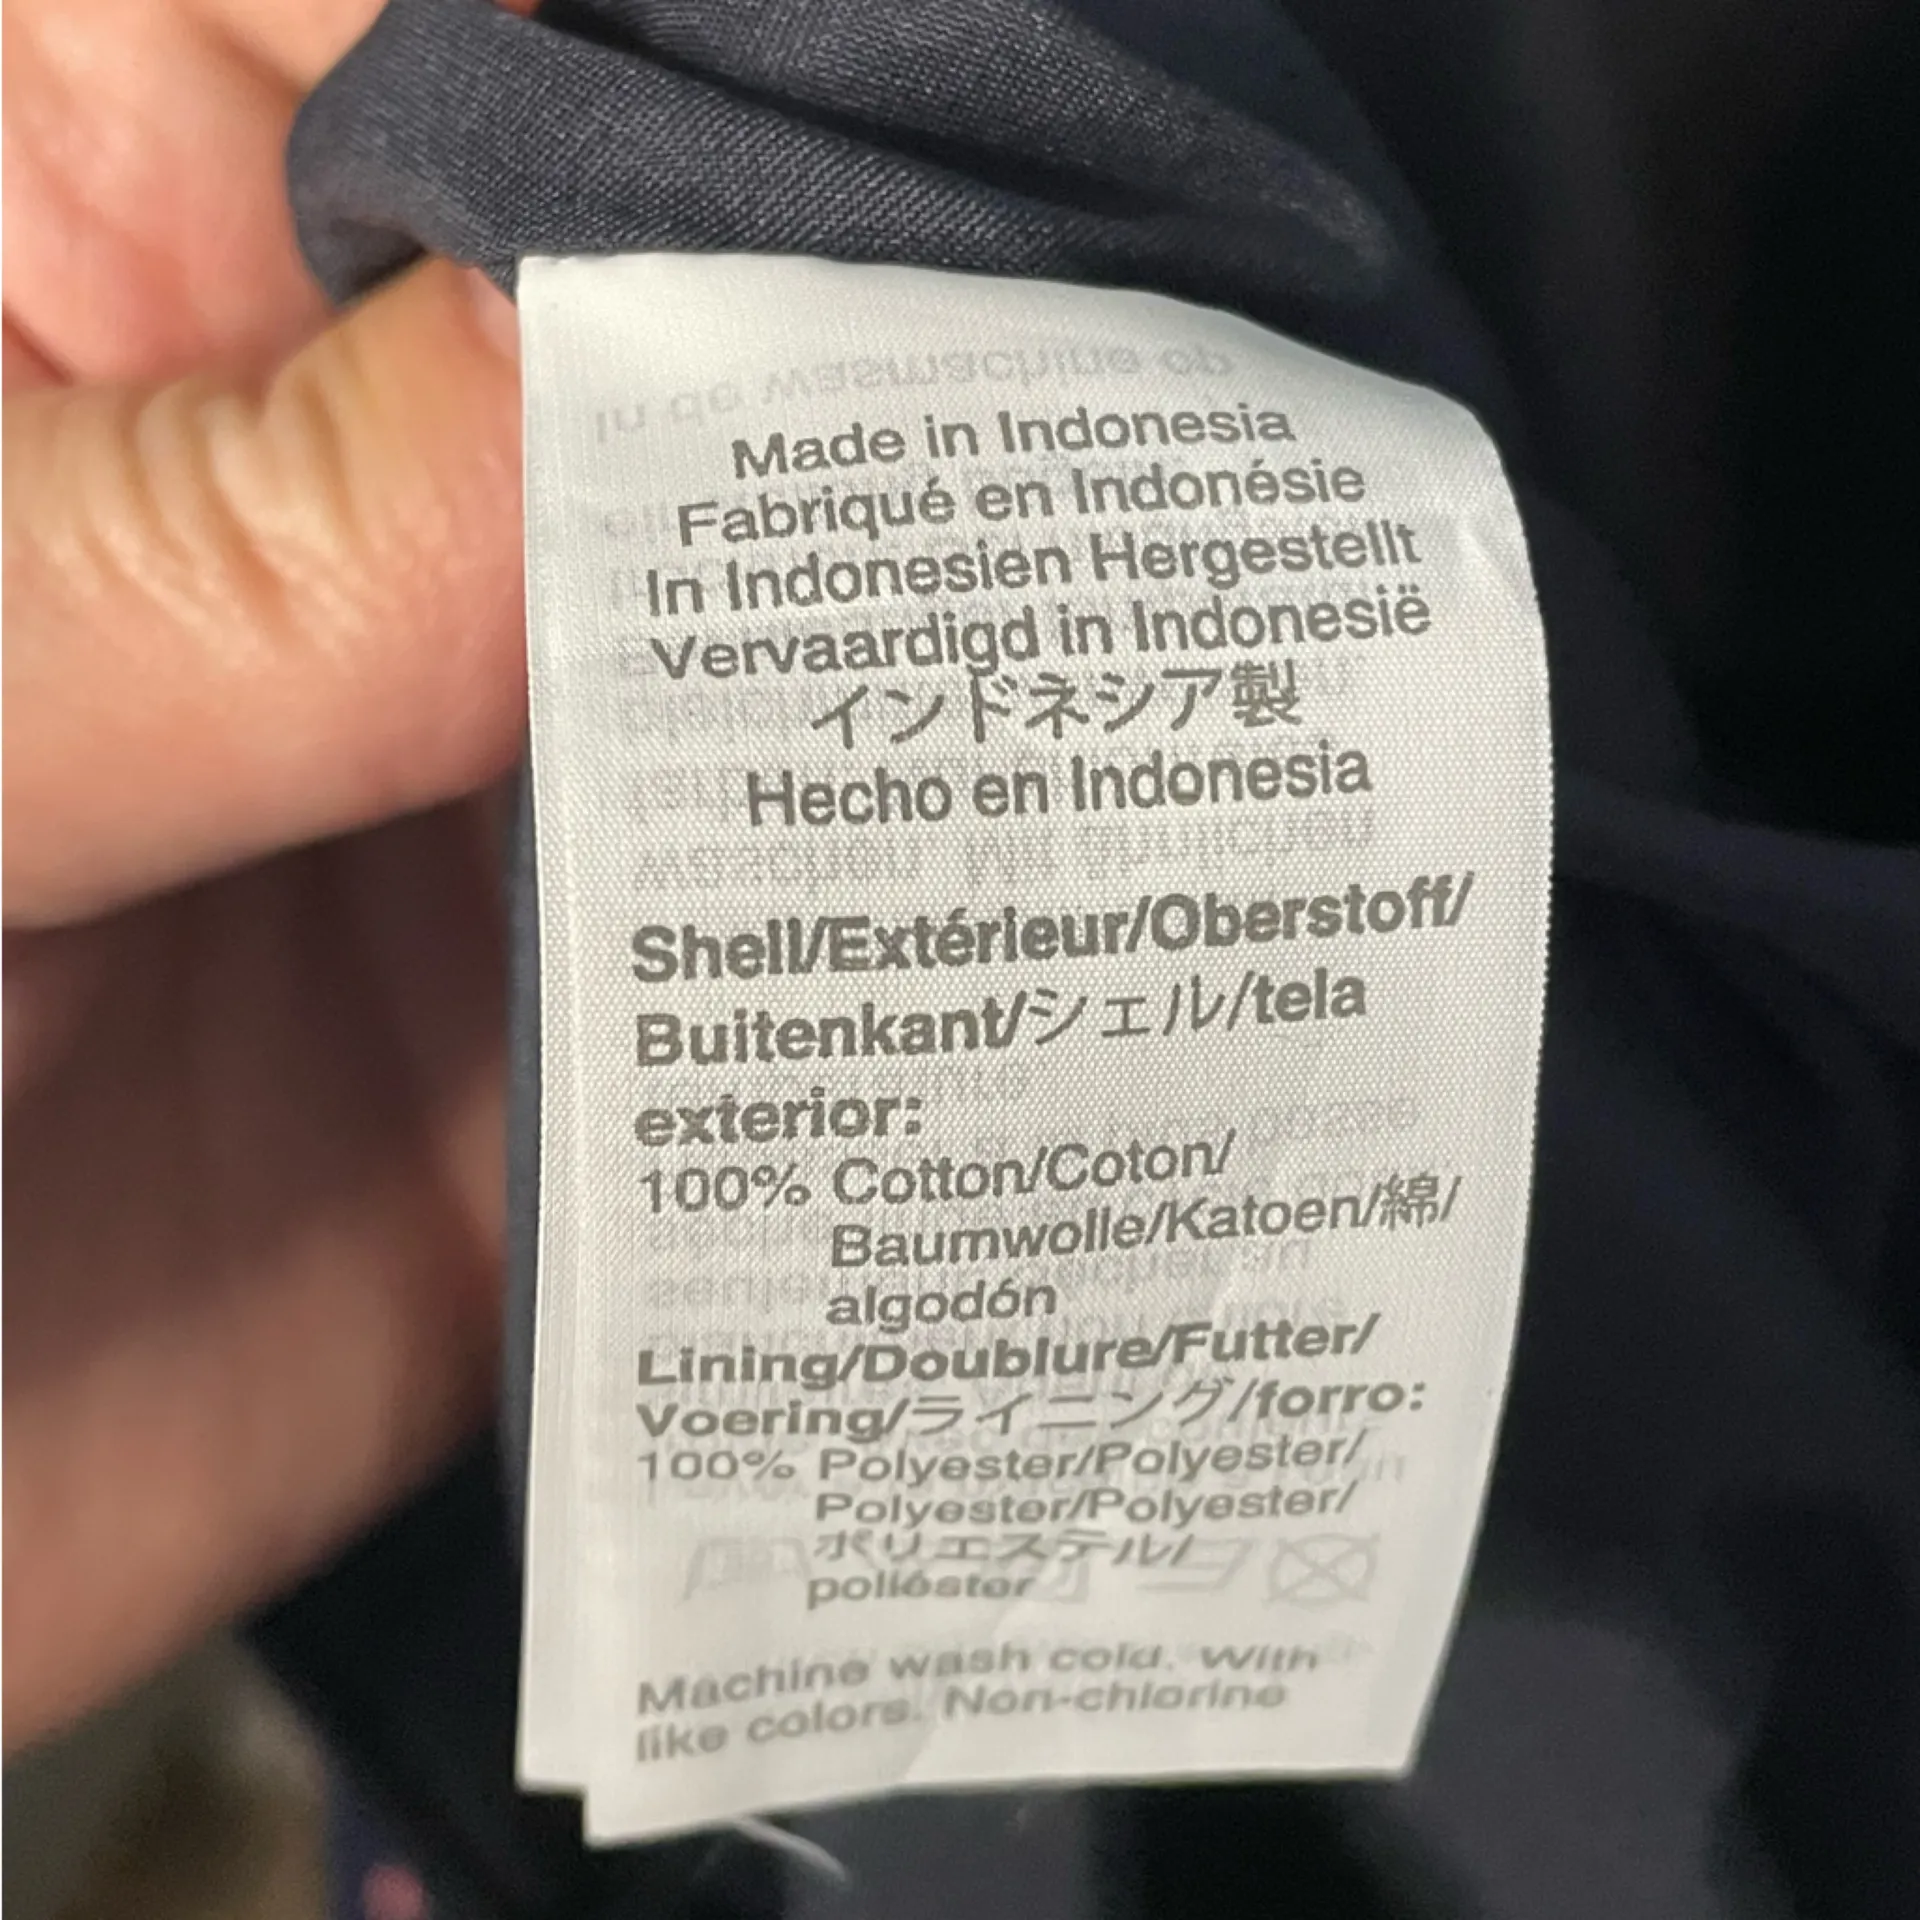 Made in Indonesia
Fabriqué en Indonésie
In Indonesien Hergestellt
Vervaardigd in Indonesië
インドネシア製
Hecho en Indonesia
Shell/Extérieur/Oberstoff/
Buitenkant/シェル/tela
exterior:
100% Cotton/Coton/
Baumwolle/Katoen/綿/
algodón
Lining/Doublure/Futter/
Voering/ライニング/forro:
100% Polyester/Polyester/
Polyester/Polyester/
ポリエステル/
poliéster
Machine wash cold. With
like colors. Non-chlorine